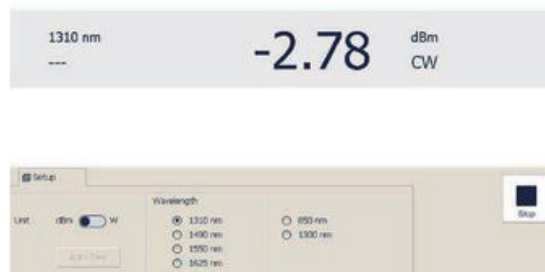 1310 nm
---
-2.78
dBm
CW
Setup
Unit dBm W
Wavelength
1310 nm
1490 nm
1550 nm
1625 nm
850 nm
1300 nm
Stop